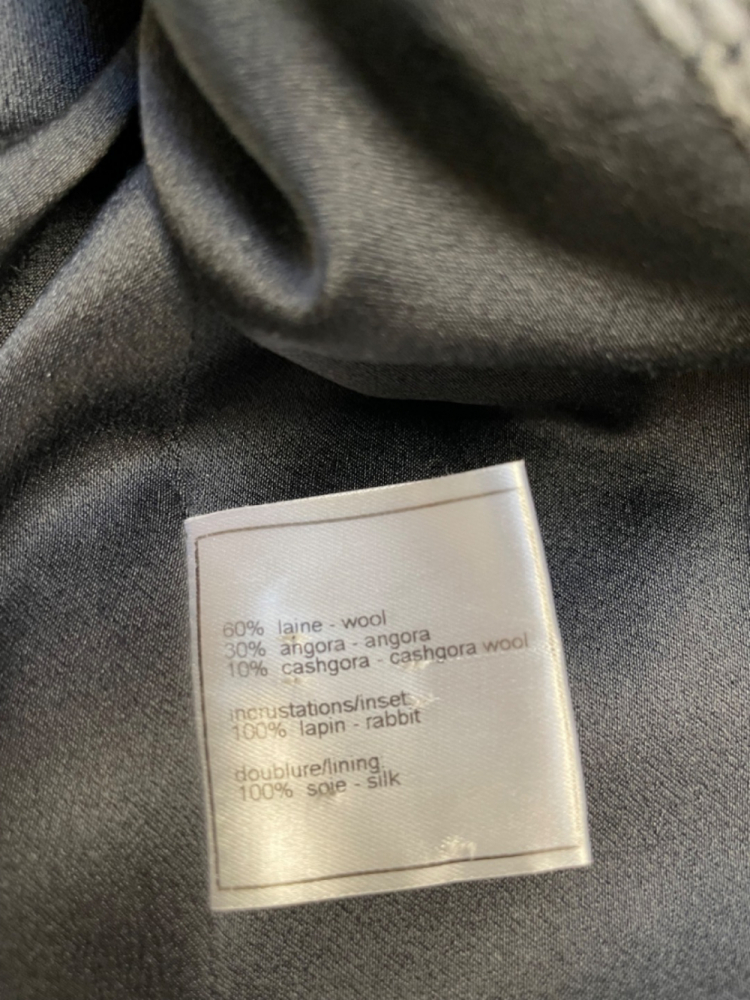 60% laine - wool
30% angora - angora
10% cashgora - cashgora wool
incrustations/inset
100% lapin - rabbit
doublure/lining
100% soie - silk